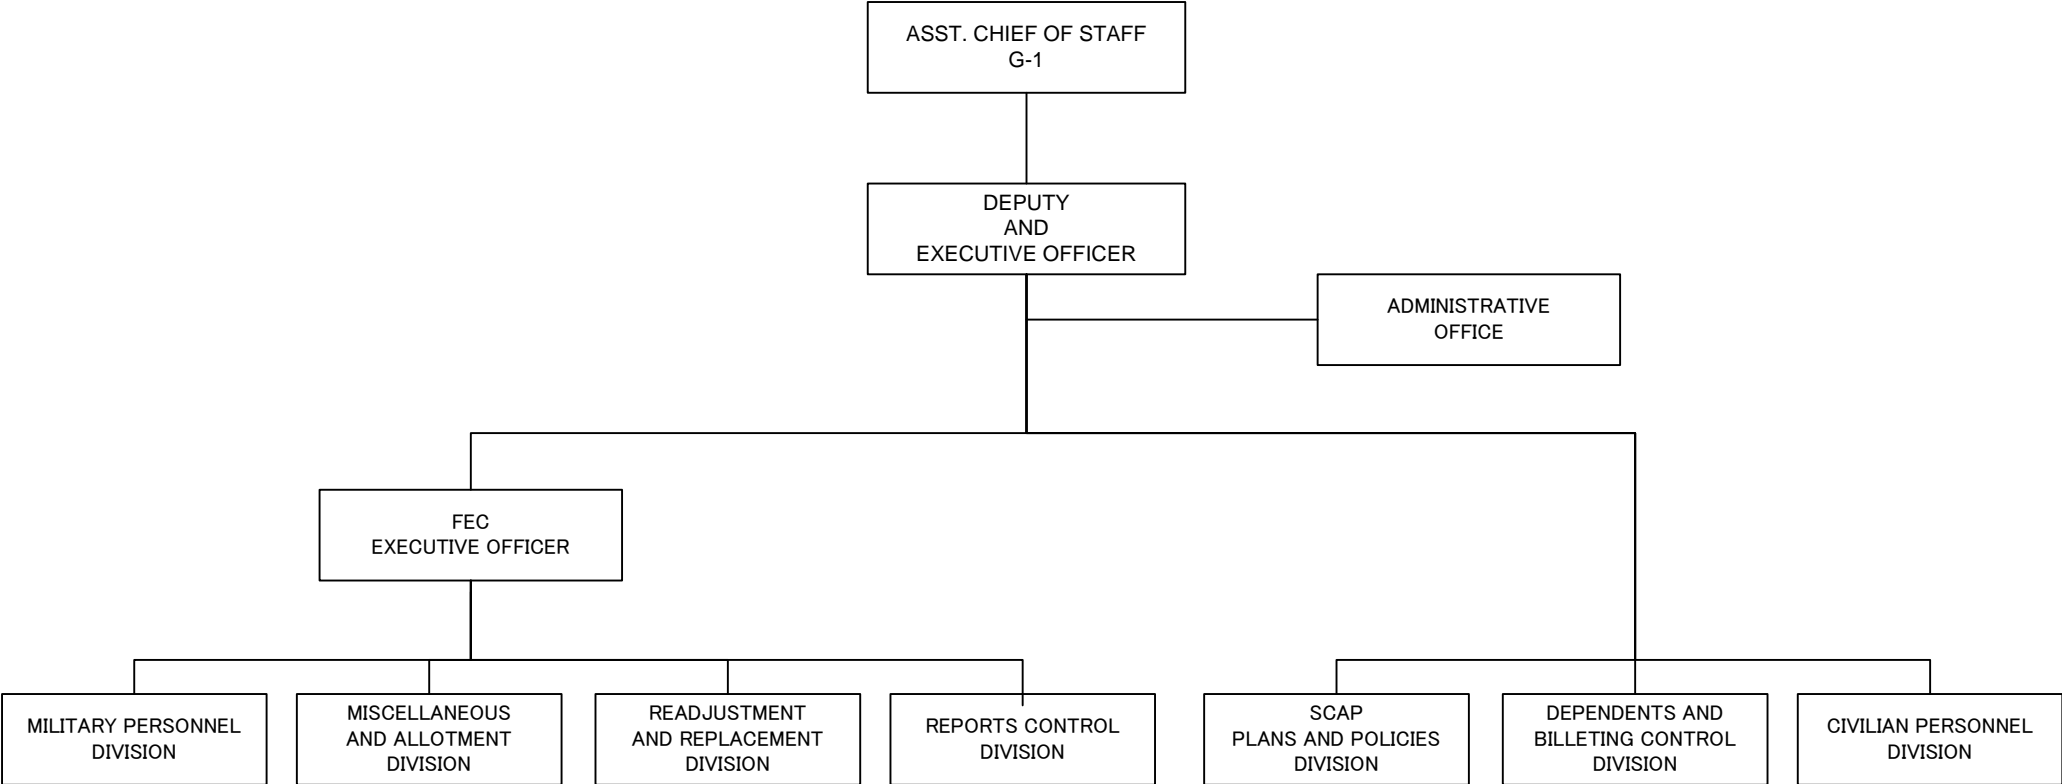 ASST. CHIEF OF STAFF
G-1
DEPUTY
AND
EXECUTIVE OFFICER
ADMINISTRATIVE
OFFICE
FEC
EXECUTIVE OFFICER
MILITARY PERSONNEL
DIVISION
MISCELLANEOUS
AND ALLOTMENT
DIVISION
READJUSTMENT
AND REPLACEMENT
DIVISION
REPORTS CONTROL
DIVISION
SCAP
PLANS AND POLICIES
DIVISION
DEPENDENTS AND
BILLETING CONTROL
DIVISION
CIVILIAN PERSONNEL
DIVISION